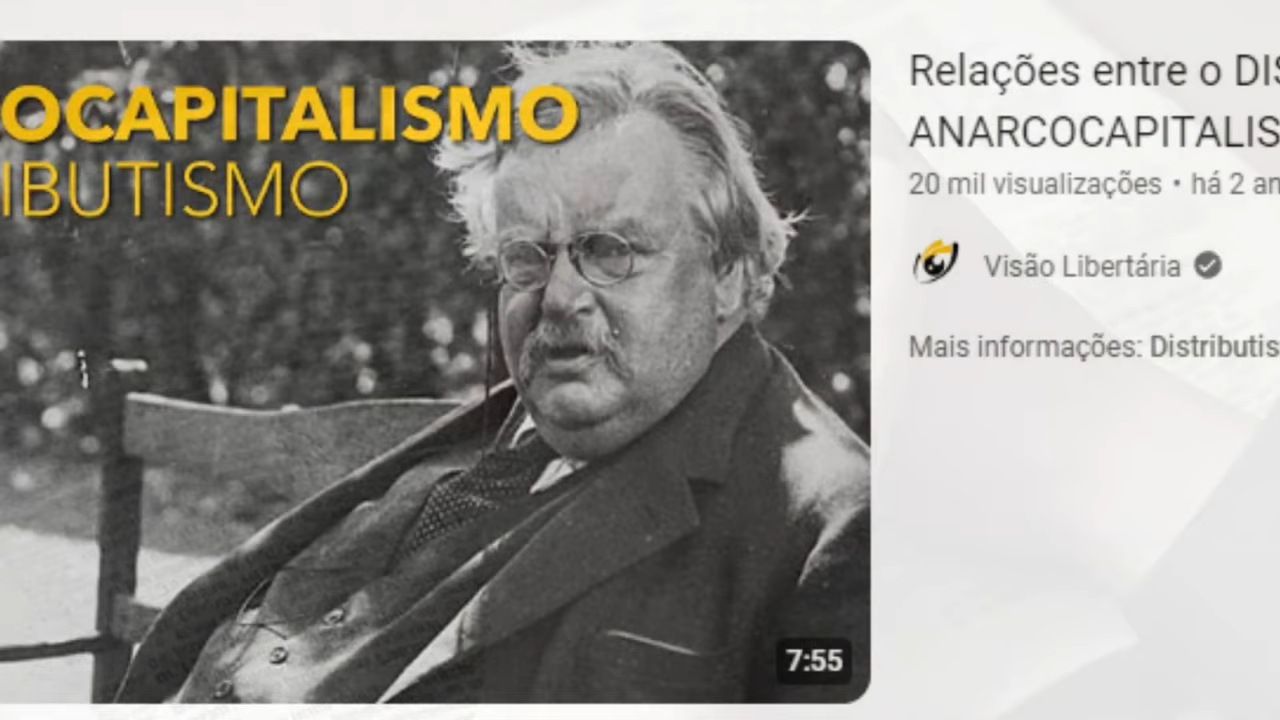 OCAPITALISMO
IBUTISMO
7:55
Relações entre o DIS
ANARCOCAPITALIS
20 mil visualizações • há 2 an
Visão Libertária
Mais informações: Distributis